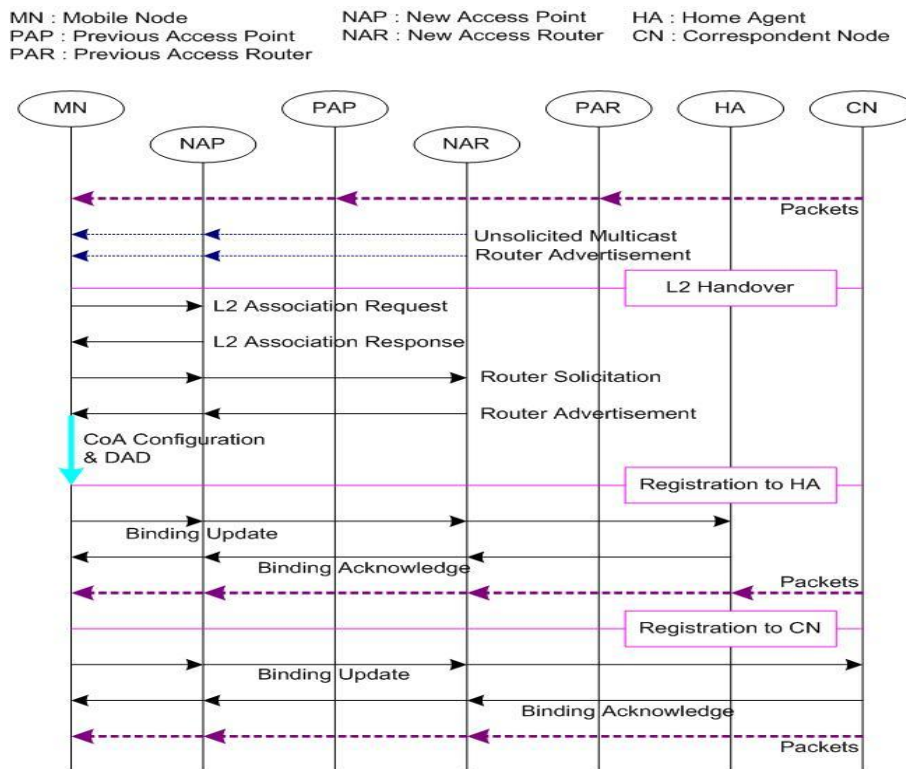 MN : Mobile Node
NAP : New Access Point
HA : Home Agent
PAP : Previous Access Point
NAR : New Access Router
CN : Correspondent Node
PAR : Previous Access Router
MN
PAP
PAR
HA
CN
NAP
NAR
Packets
Unsolicited Multicast
Router Advertisement
L2 Handover
L2 Association Request
L2 Association Response
Router Solicitation
Router Advertisement
CoA Configuration
& DAD
Registration to HA
Binding Update
Binding Acknowledge
Packets
Registration to CN
Binding Update
Binding Acknowledge
Packets